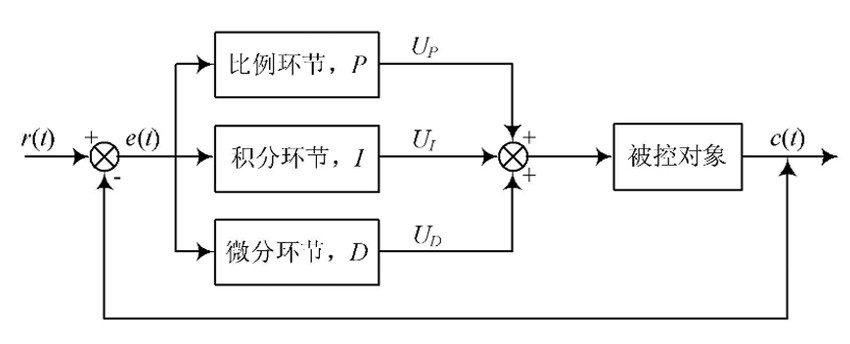 U_P
比例环节，P
r(t)
+
e(t)
-
积分环节，I
U_I
+
+
被控对象
c(t)
微分环节，D
U_D